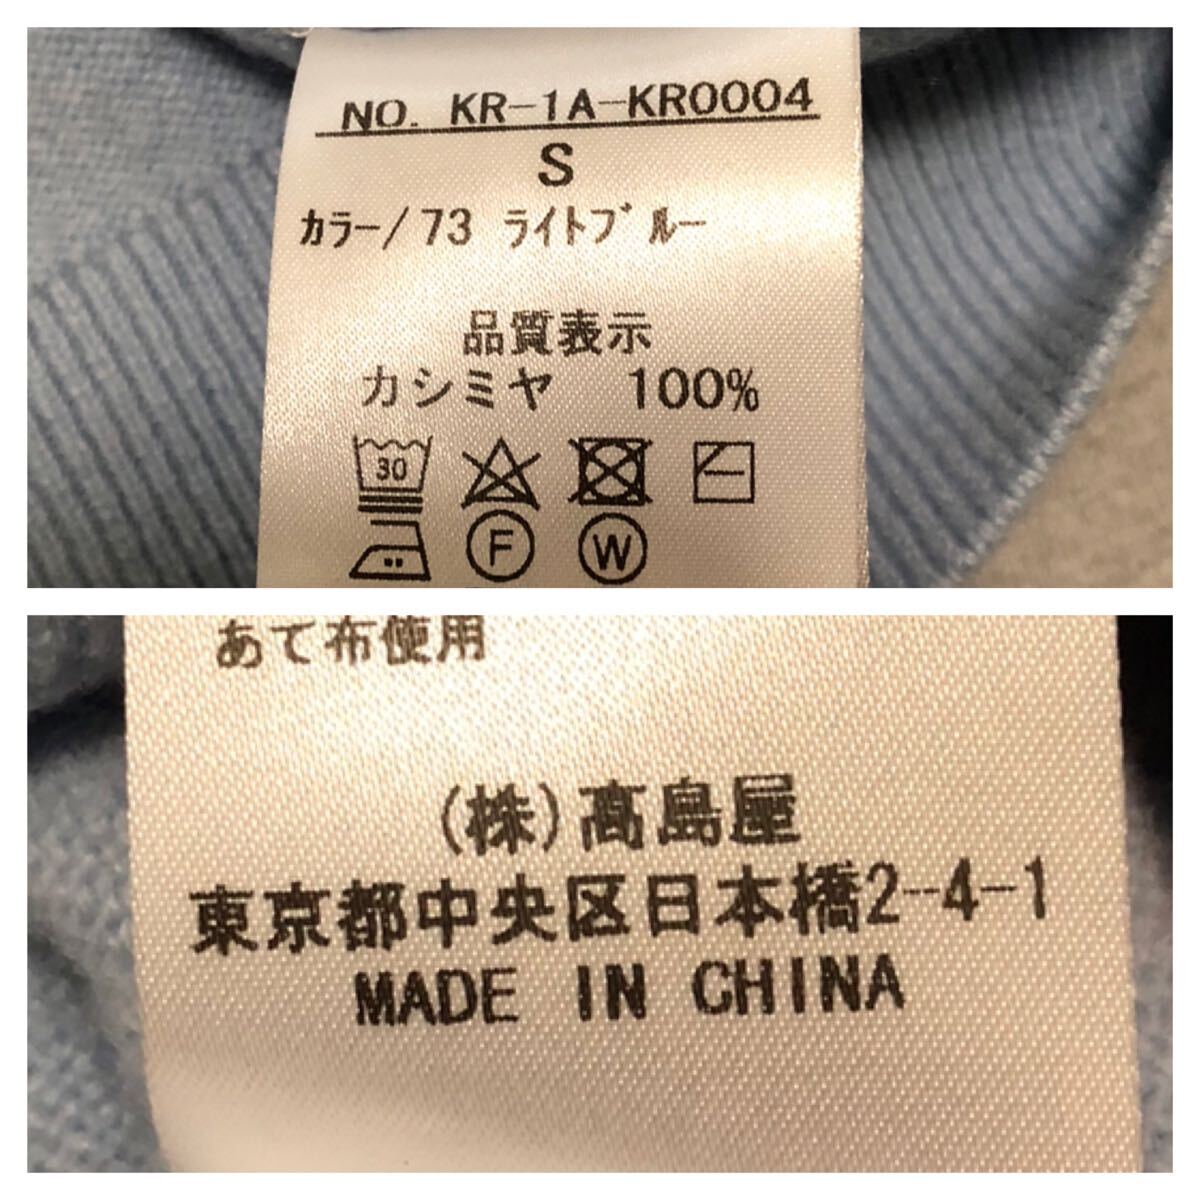 NO. KR-1A-KR0004
S
カラー/73 ライトブルー
品質表示
カシミヤ 100%
30
F W
あて布使用
(株)髙島屋
東京都中央区日本橋2-4-1
MADE IN CHINA